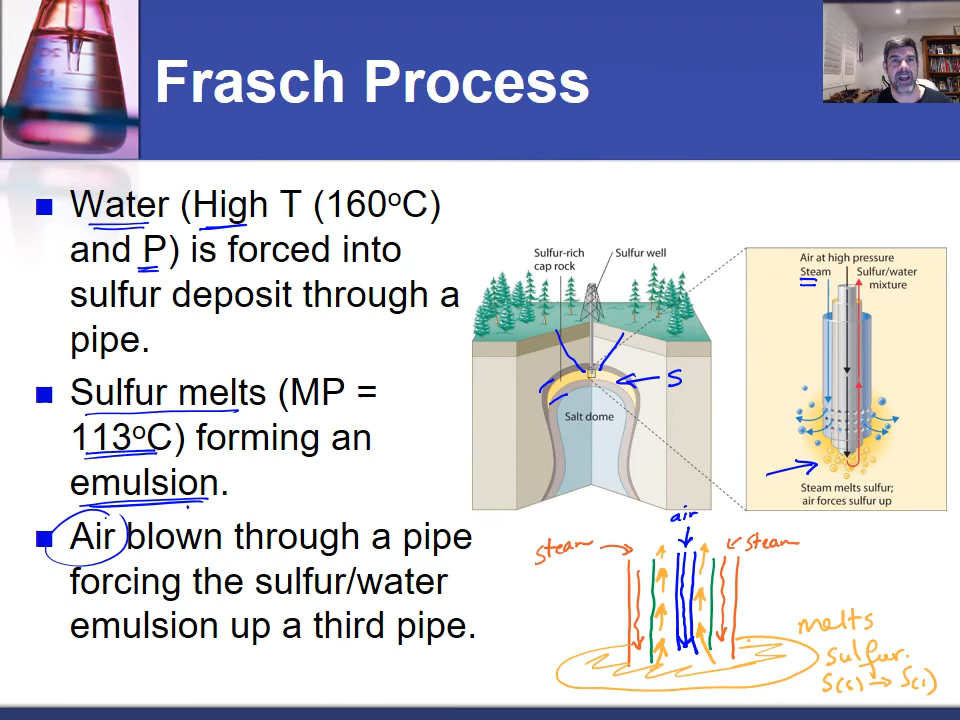 Frasch Process
Water (High T (160°C)
and P) is forced into
sulfur deposit through a
pipe.
Sulfur melts (MP =
113°C) forming an
emulsion.
Air blown through a pipe
forcing the sulfur/water
emulsion up a third pipe.
Sulfur-rich
cap rock
Sulfur well
S
Salt dome
Air at high pressure
Steam
Sulfur/water
mixture
Steam melts sulfur;
air forces sulfur up
air
steam
steam
melts
sulfur.
S(s) → S(l)